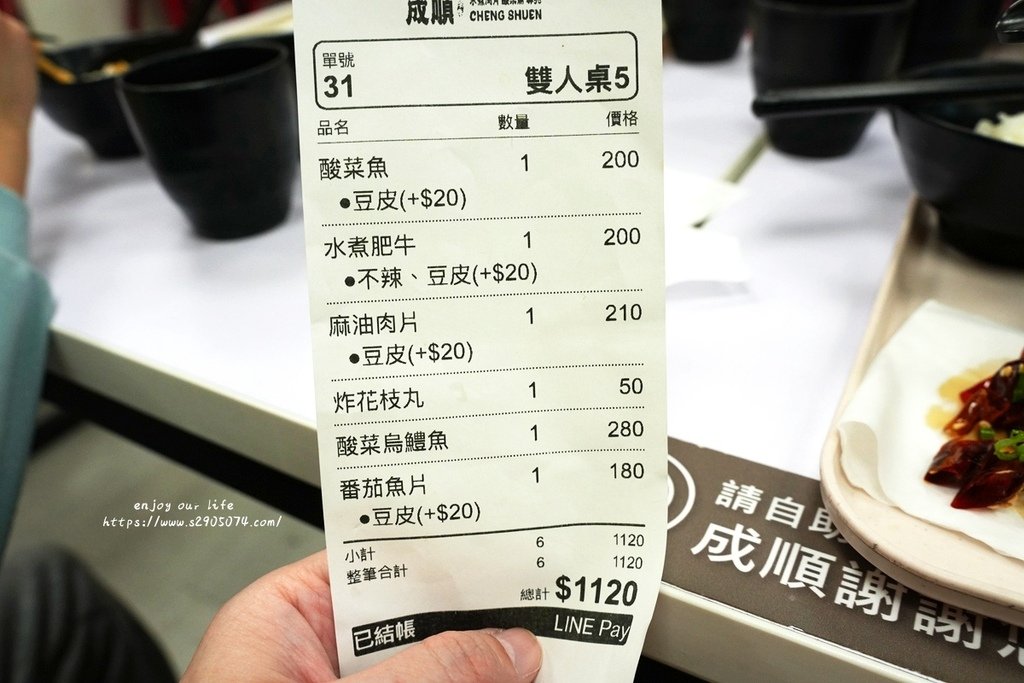 成順
CHENG SHUEN
單號
31 雙人桌5
品名 數量 價格
酸菜魚 1 200
●豆皮(+$20)
水煮肥牛 1 200
●不辣、豆皮(+$20)
麻油肉片 1 210
●豆皮(+$20)
炸花枝丸 1 50
酸菜烏鱧魚 1 280
番茄魚片 1 180
●豆皮(+$20)
小計 6 1120
整筆合計 6 1120
總計 $1120
已結帳 LINE Pay
enjoy our life
https://www.s2905074.com/
請自助
成順謝謝您